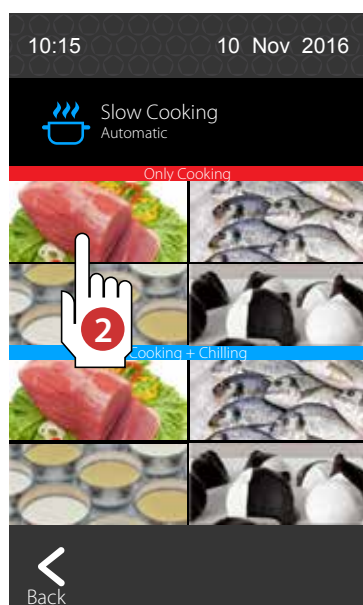 10:15 10 Nov 2016
Slow Cooking
Automatic
Only Cooking
2
Cooking + Chilling
Back